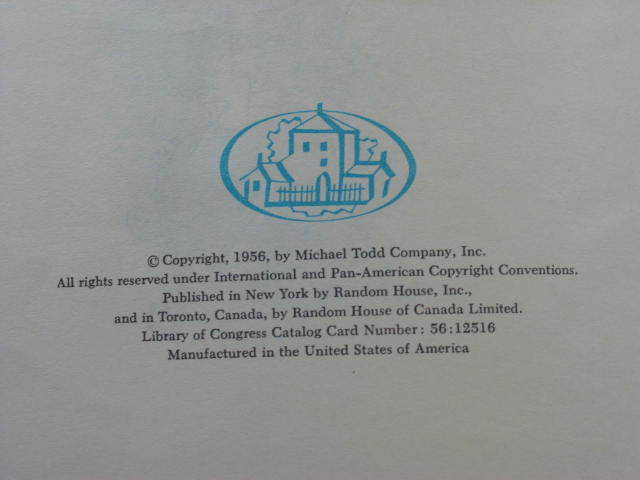 © Copyright, 1956, by Michael Todd Company, Inc.
All rights reserved under International and Pan-American Copyright Conventions.
Published in New York by Random House, Inc.,
and in Toronto, Canada, by Random House of Canada Limited.
Library of Congress Catalog Card Number: 56:12516
Manufactured in the United States of America